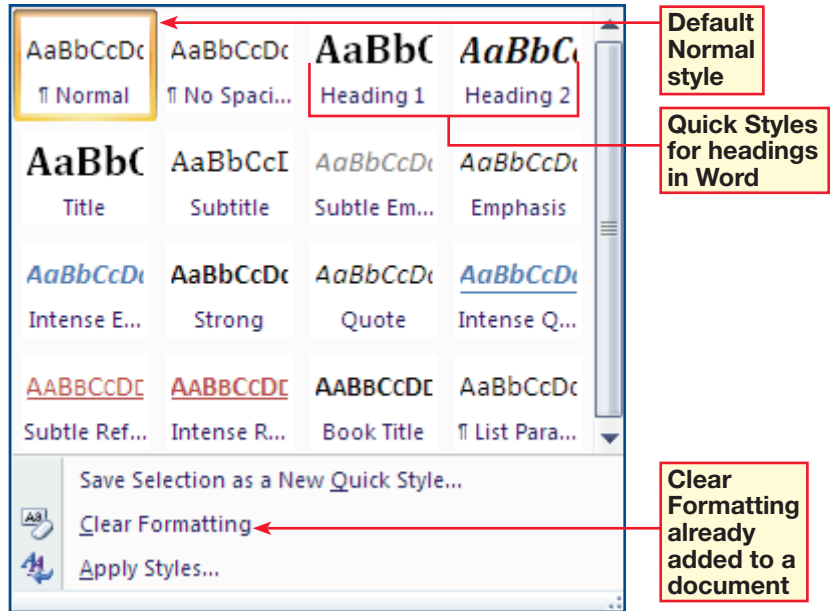 AaBbCcDc AaBbCcDc AaBbC AaBbCc
¶ Normal ¶ No Spaci... Heading 1 Heading 2
AaBbC AaBbCcI AaBbCcDc AaBbCcDc
Title Subtitle Subtle Em... Emphasis
AaBbCcDc AaBbCcDc AaBbCcDc AaBbCcDc
Intense E... Strong Quote Intense Q...
AaBbCcDd AaBbCcDd AaBbCcDd AaBbCcDc
Subtle Ref... Intense R... Book Title ¶ List Para...
Save Selection as a New Quick Style...
Clear Formatting
Apply Styles...
Default
Normal
style
Quick Styles
for headings
in Word
Clear
Formatting
already
added to a
document